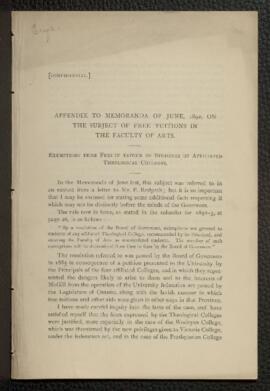 [CONFIDENTIAL.]
APPENDIX TO MEMORANDA OF JUNE, 1890, ON
THE SUBJECT OF FREE TUITIONS IN
THE FACULTY OF ARTS.
EXEMPTIONS FROM FEES IN FAVOUR OF STUDENTS OF AFFILIATED
THEOLOGICAL COLLEGES.
In the Memoranda of June last, this subject was referred to in
an extract from a letter to Mr. P. Redpath; but it is so important
that I may be excused for stating some additional facts respecting it
which may not be distinctly before the minds of the Governors.
The rule now in force, as stated in the calendar for 1890-1,
at page 26, is as follows:—
"By a resolution of the Board of Governors, exemptions are granted to
students of any affiliated Theological College, recommended by its Principal, and
entering the Faculty of Arts as matriculated students. The number of such
exemptions will be determined from time to time by the Board of Governors."
The resolution referred to was passed by the Board of Governors
in 1885 in consequence of a petition presented to the University by
the Principals of the four affiliated Colleges, and in which they represented
the dangers likely to arise to them and to the interests of
McGill from the operation of the University federation act passed by
the Legislature of Ontario, along with the lavish manner in which
free tuitions and other aids were given in other ways in that Province.
I have made careful inquiry into the facts of the case, and have
satisfied myself that the fears expressed by the Theological Colleges
were justified, more especially in the case of the Wesleyan College,
which was threatened by the new privileges given to Victoria College
under the federation act, and in the case of the Presbyterian College